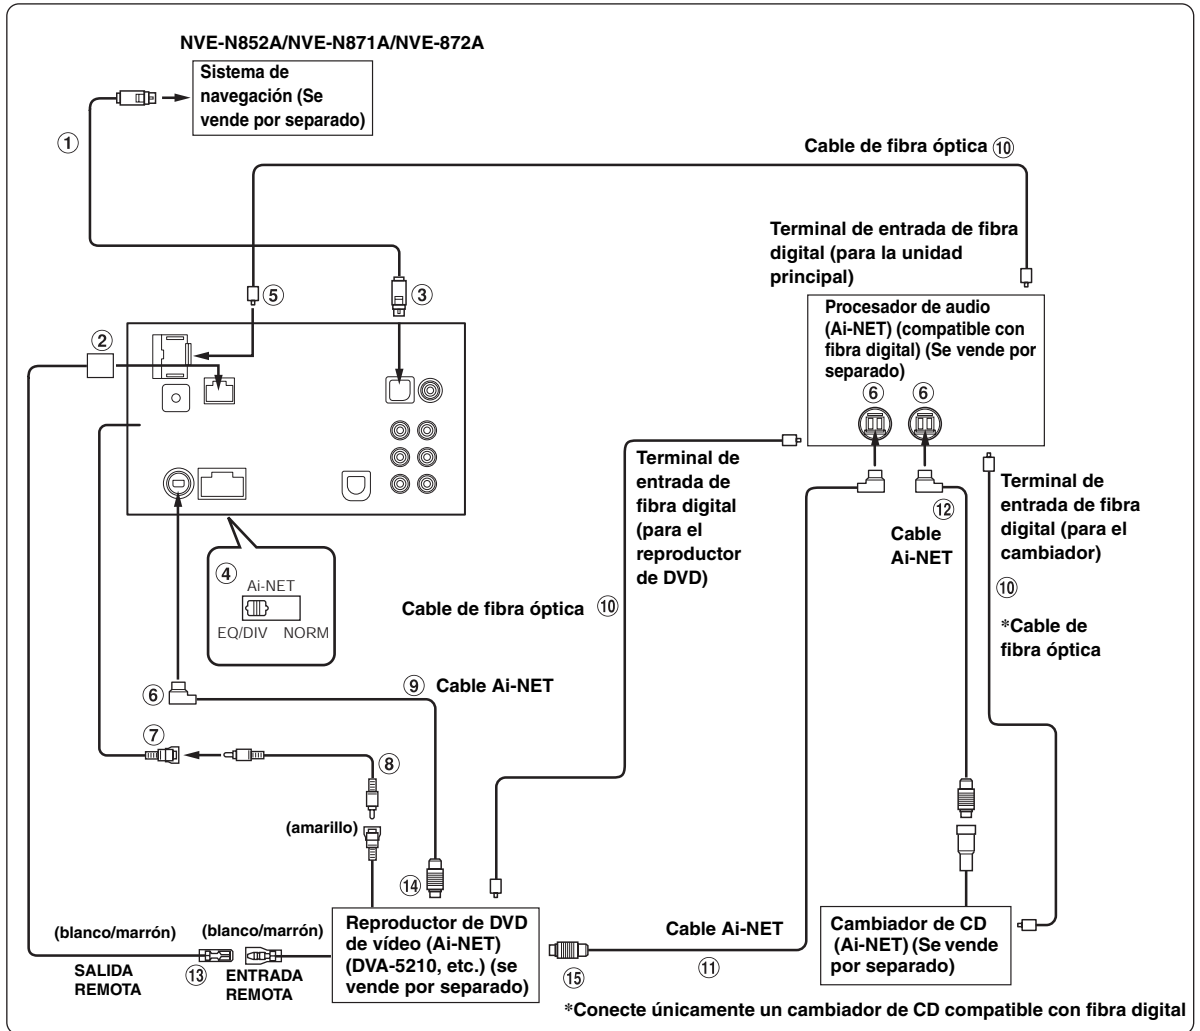 NVE-N852A/NVE-N871A/NVE-872A
Sistema de
navegación (Se
vende por separado)
①
Cable de fibra óptica ⑩
Terminal de entrada de fibra
digital (para la unidad
principal)
⑤
③
②
Procesador de audio
(Ai-NET) (compatible con
fibra digital) (Se vende por
separado)
⑥ ⑥
Terminal de
entrada de
fibra digital
(para el
reproductor
de DVD)
⑫
Cable
Ai-NET
Terminal de
entrada de fibra
digital (para el
cambiador)
⑩
*Cable de
fibra óptica
④
Ai-NET
EQ/DIV NORM
Cable de fibra óptica ⑩
⑥
⑨ Cable Ai-NET
⑦
⑧
(amarillo)
⑭
(blanco/marrón) (blanco/marrón)
SALIDA
REMOTA
⑬
ENTRADA
REMOTA
Reproductor de DVD
de vídeo (Ai-NET)
(DVA-5210, etc.) (se
vende por separado)
⑮
Cable Ai-NET
⑪
Cambiador de CD
(Ai-NET) (Se vende
por separado)
*Conecte únicamente un cambiador de CD compatible con fibra digital